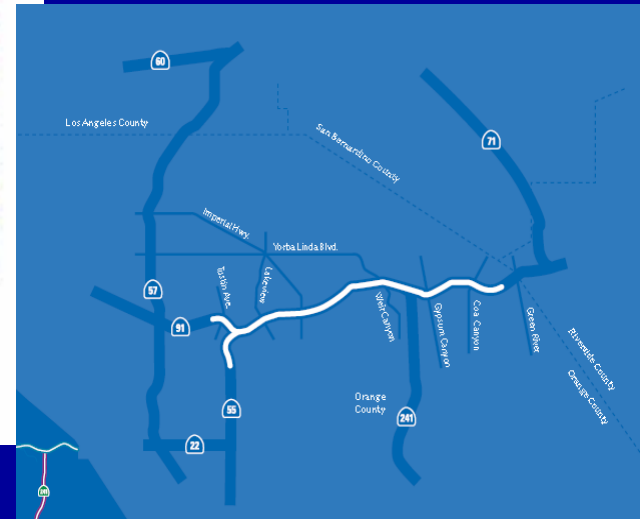 60
Los Angeles County
San Bernardino County
71
Imperial Hwy.
Yorba Linda Blvd.
Tustin Ave.
Lakeview
57
91
Weir Canyon
Gypsum Canyon
Coa Canyon
Green River
Riverside County
Orange County
Orange
County
55
241
22